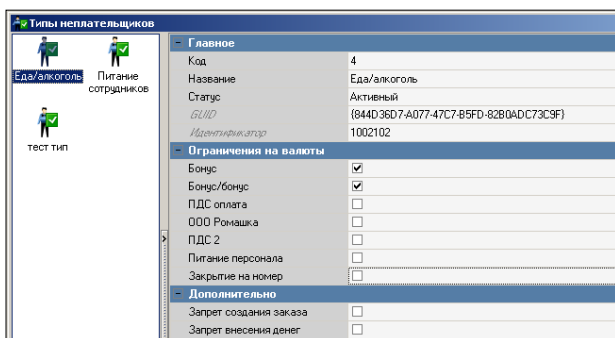 Типы неплательщиков
Еда/алкоголь
Питание
сотрудников
тест тип
Главное
Код 4
Название Еда/алкоголь
Статус Активный
GUID {844D36D7-A077-47C7-B5FD-82B0ADC73C9F}
Идентификатор 1002102
Ограничения на валюты
Бонус
Бонус/бонус
ПДС оплата
ООО Ромашка
ПДС 2
Питание персонала
Закрытие на номер
Дополнительно
Запрет создания заказа
Запрет внесения денег